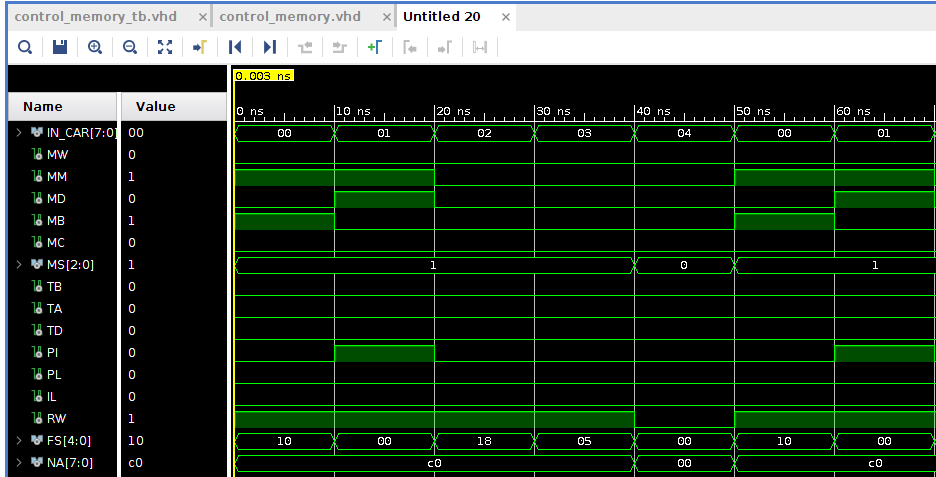 control_memory_tb.vhd × control_memory.vhd × Untitled 20 ×
0.003 ns
Name Value
0 ns 10 ns 20 ns 30 ns 40 ns 50 ns 60 ns
IN_CAR[7:0] 00 00 01 02 03 04 00 01
MW 0
MM 1
MD 0
MB 1
MC 0
MS[2:0] 1 1 0 1
TB 0
TA 0
TD 0
PI 0
PL 0
IL 0
RW 1
FS[4:0] 10 10 00 18 05 00 10 00
NA[7:0] c0 c0 00 c0